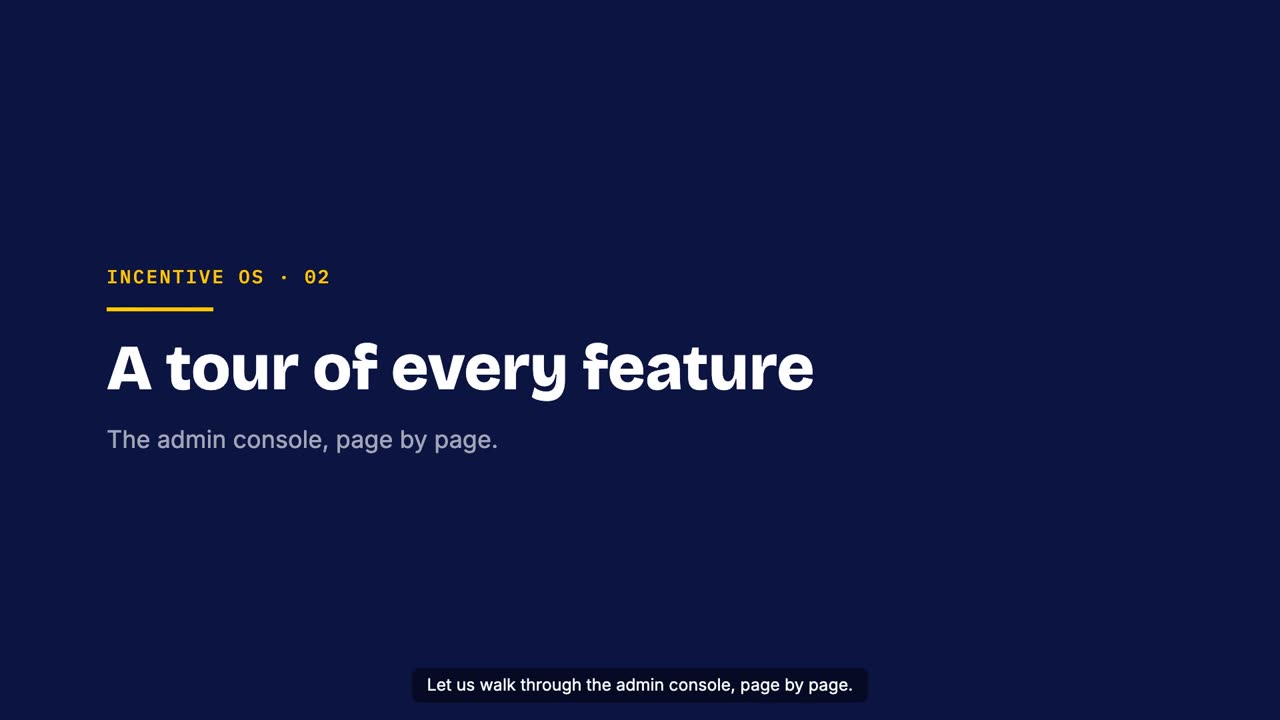 INCENTIVE OS · 02
A tour of every feature
The admin console, page by page.
Let us walk through the admin console, page by page.